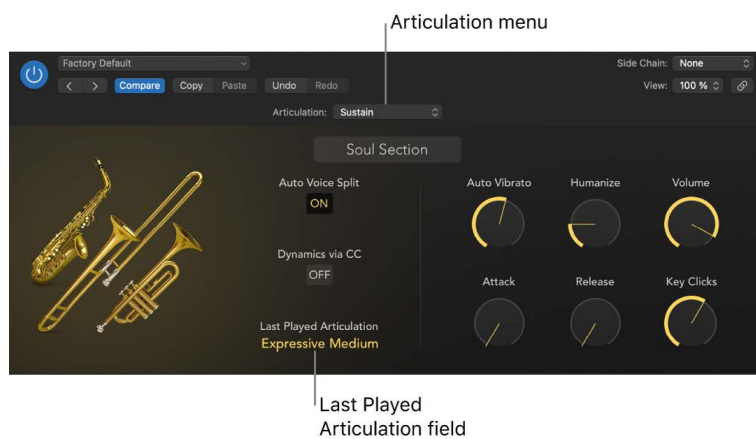 Articulation menu
Factory Default
Side Chain: None
Compare Copy Paste Undo Redo
View: 100 %
Articulation: Sustain
Soul Section
Auto Voice Split
ON
Auto Vibrato Humanize Volume
Dynamics via CC
OFF
Attack Release Key Clicks
Last Played Articulation
Expressive Medium
Last Played
Articulation field